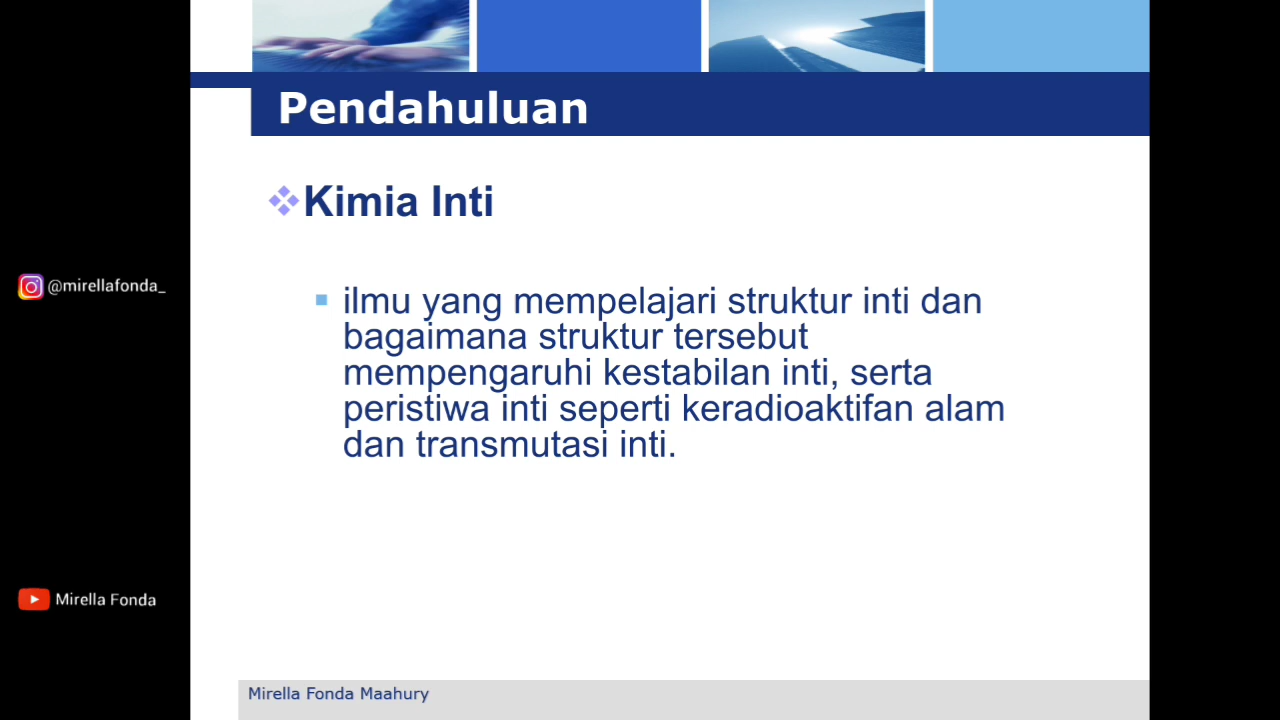 Pendahuluan
Kimia Inti
ilmu yang mempelajari struktur inti dan
bagaimana struktur tersebut
mempengaruhi kestabilan inti, serta
peristiwa inti seperti keradioaktifan alam
dan transmutasi inti.
@mirellafonda_
Mirella Fonda
Mirella Fonda Maahury